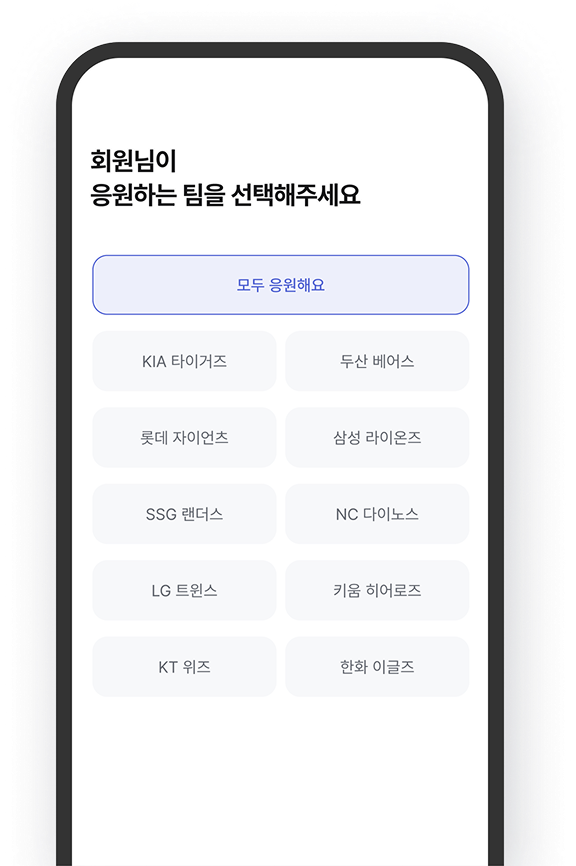 회원님이
응원하는 팀을 선택해주세요
모두 응원해요
KIA 타이거즈
두산 베어스
롯데 자이언츠
삼성 라이온즈
SSG 랜더스
NC 다이노스
LG 트윈스
키움 히어로즈
KT 위즈
한화 이글즈